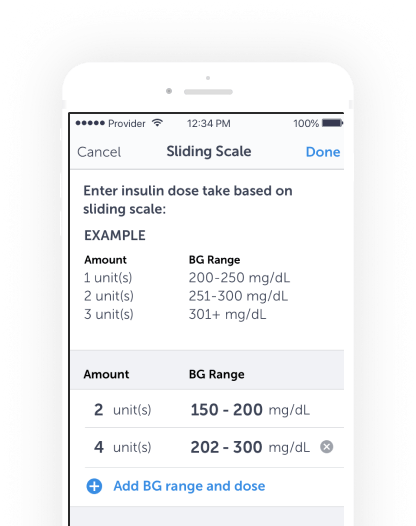 Provider 12:34 PM 100%
Cancel Sliding Scale Done
Enter insulin dose take based on
sliding scale:
EXAMPLE
Amount BG Range
1 unit(s) 200-250 mg/dL
2 unit(s) 251-300 mg/dL
3 unit(s) 301+ mg/dL
Amount BG Range
2 unit(s) 150 - 200 mg/dL
4 unit(s) 202 - 300 mg/dL
Add BG range and dose